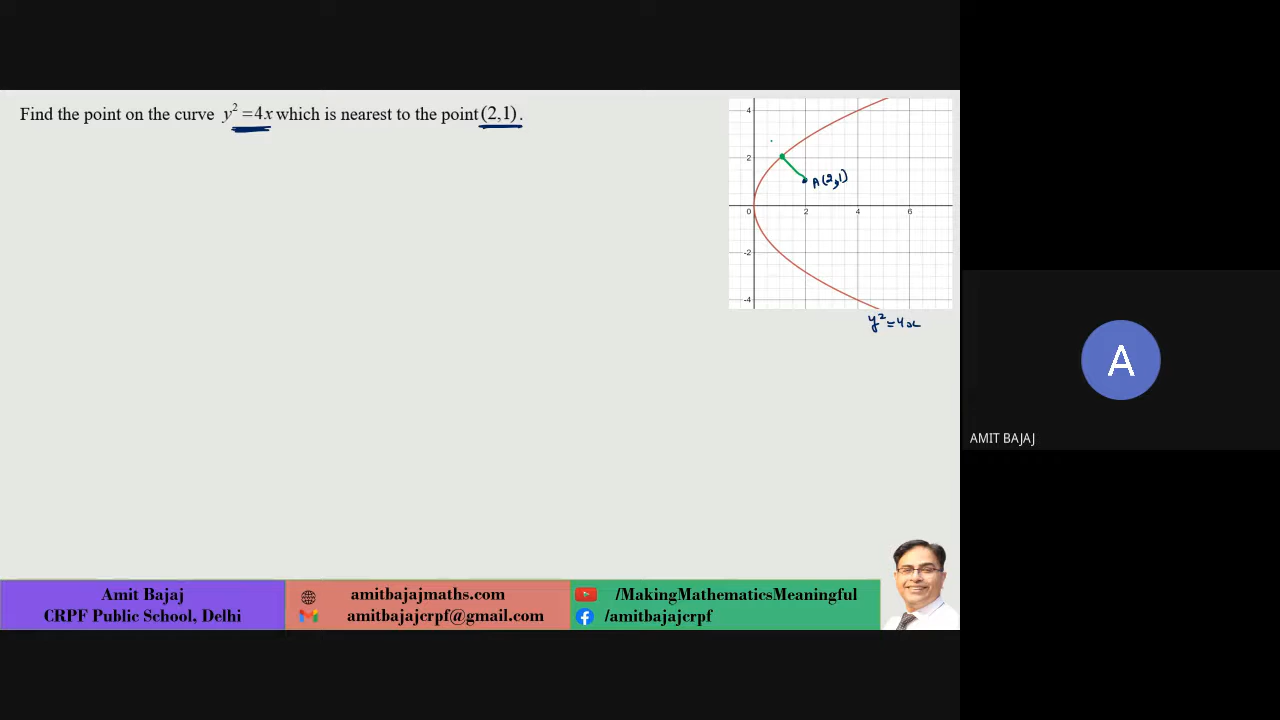 Find the point on the curve y² = 4x which is nearest to the point (2,1).
4
2
A(2,1)
0 2 4 6
-2
-4
y² = 4x
A
AMIT BAJAJ
Amit Bajaj
CRPF Public School, Delhi
amitbajajmaths.com
amitbajajcrpf@gmail.com
/MakingMathematicsMeaningful
/amitbajajcrpf